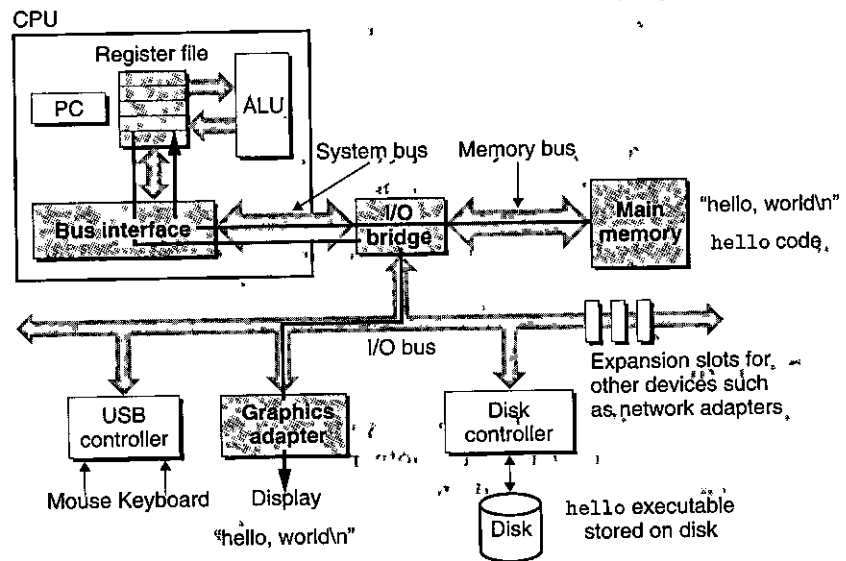 CPU
Register file
PC
ALU
System bus
Memory bus
Bus interface
I/O
bridge
Main
memory
"hello, world\n"
hello code
I/O bus
Expansion slots for
other devices such
as network adapters
USB
controller
Graphics
adapter
Disk
controller
Mouse Keyboard
Display
"hello, world\n"
Disk
hello executable
stored on disk